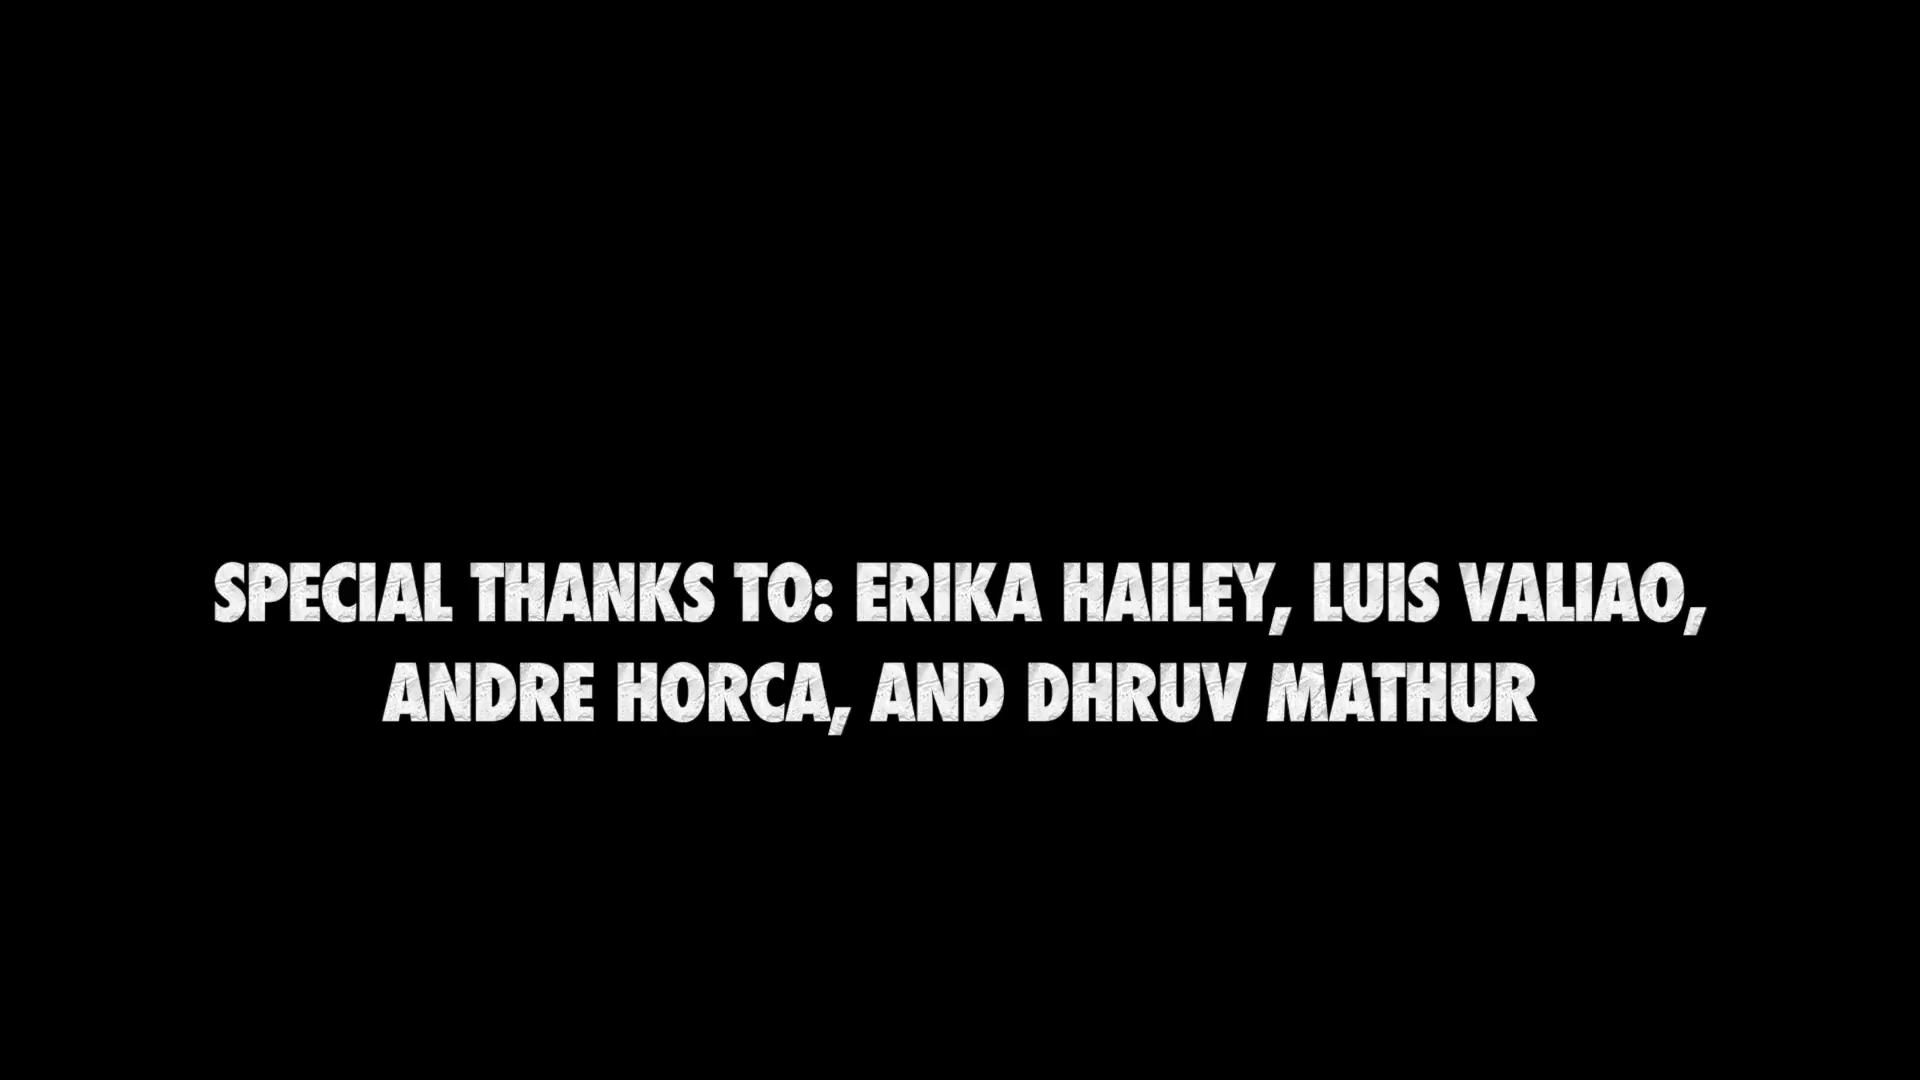 SPECIAL THANKS TO: ERIKA HAILEY, LUIS VALIAO,
ANDRE HORCA, AND DHRUV MATHUR